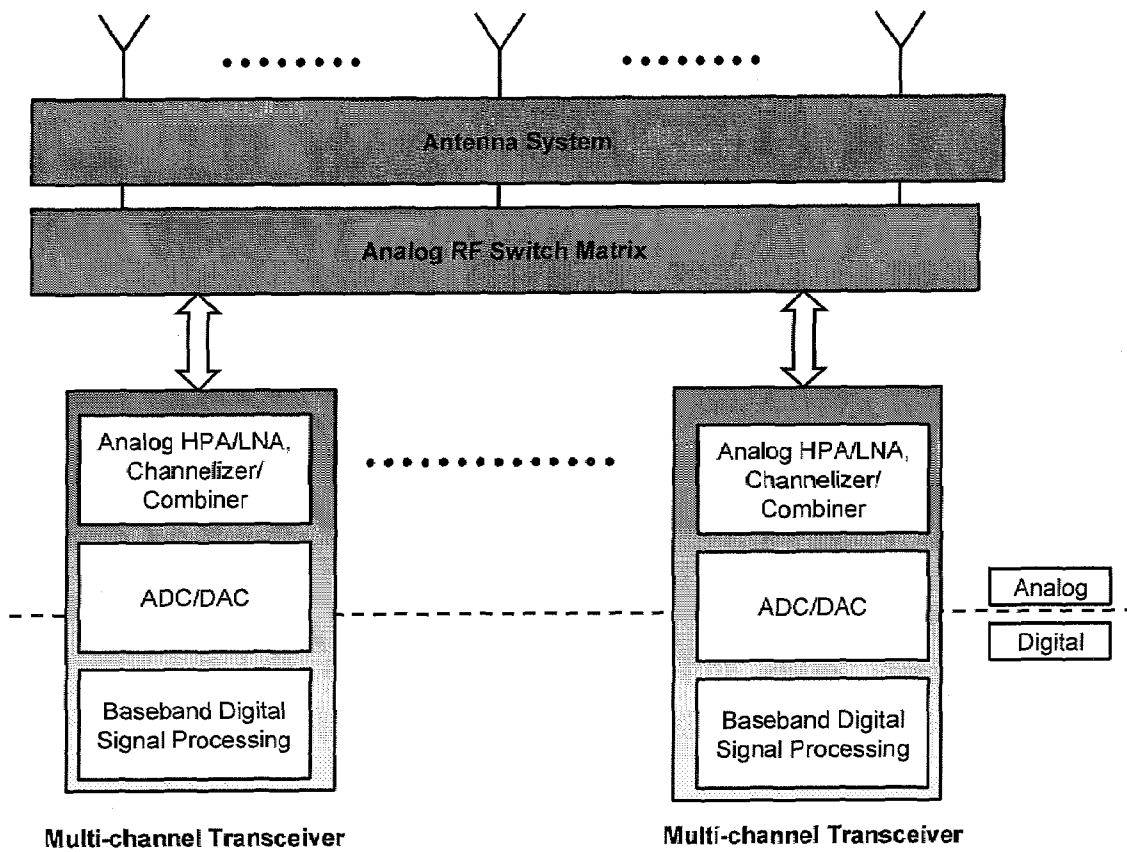 Antenna System
Analog RF Switch Matrix
Analog HPA/LNA,
Channelizer/
Combiner
ADC/DAC
Baseband Digital
Signal Processing
Multi-channel Transceiver
Analog HPA/LNA,
Channelizer/
Combiner
ADC/DAC
Baseband Digital
Signal Processing
Multi-channel Transceiver
Analog
Digital